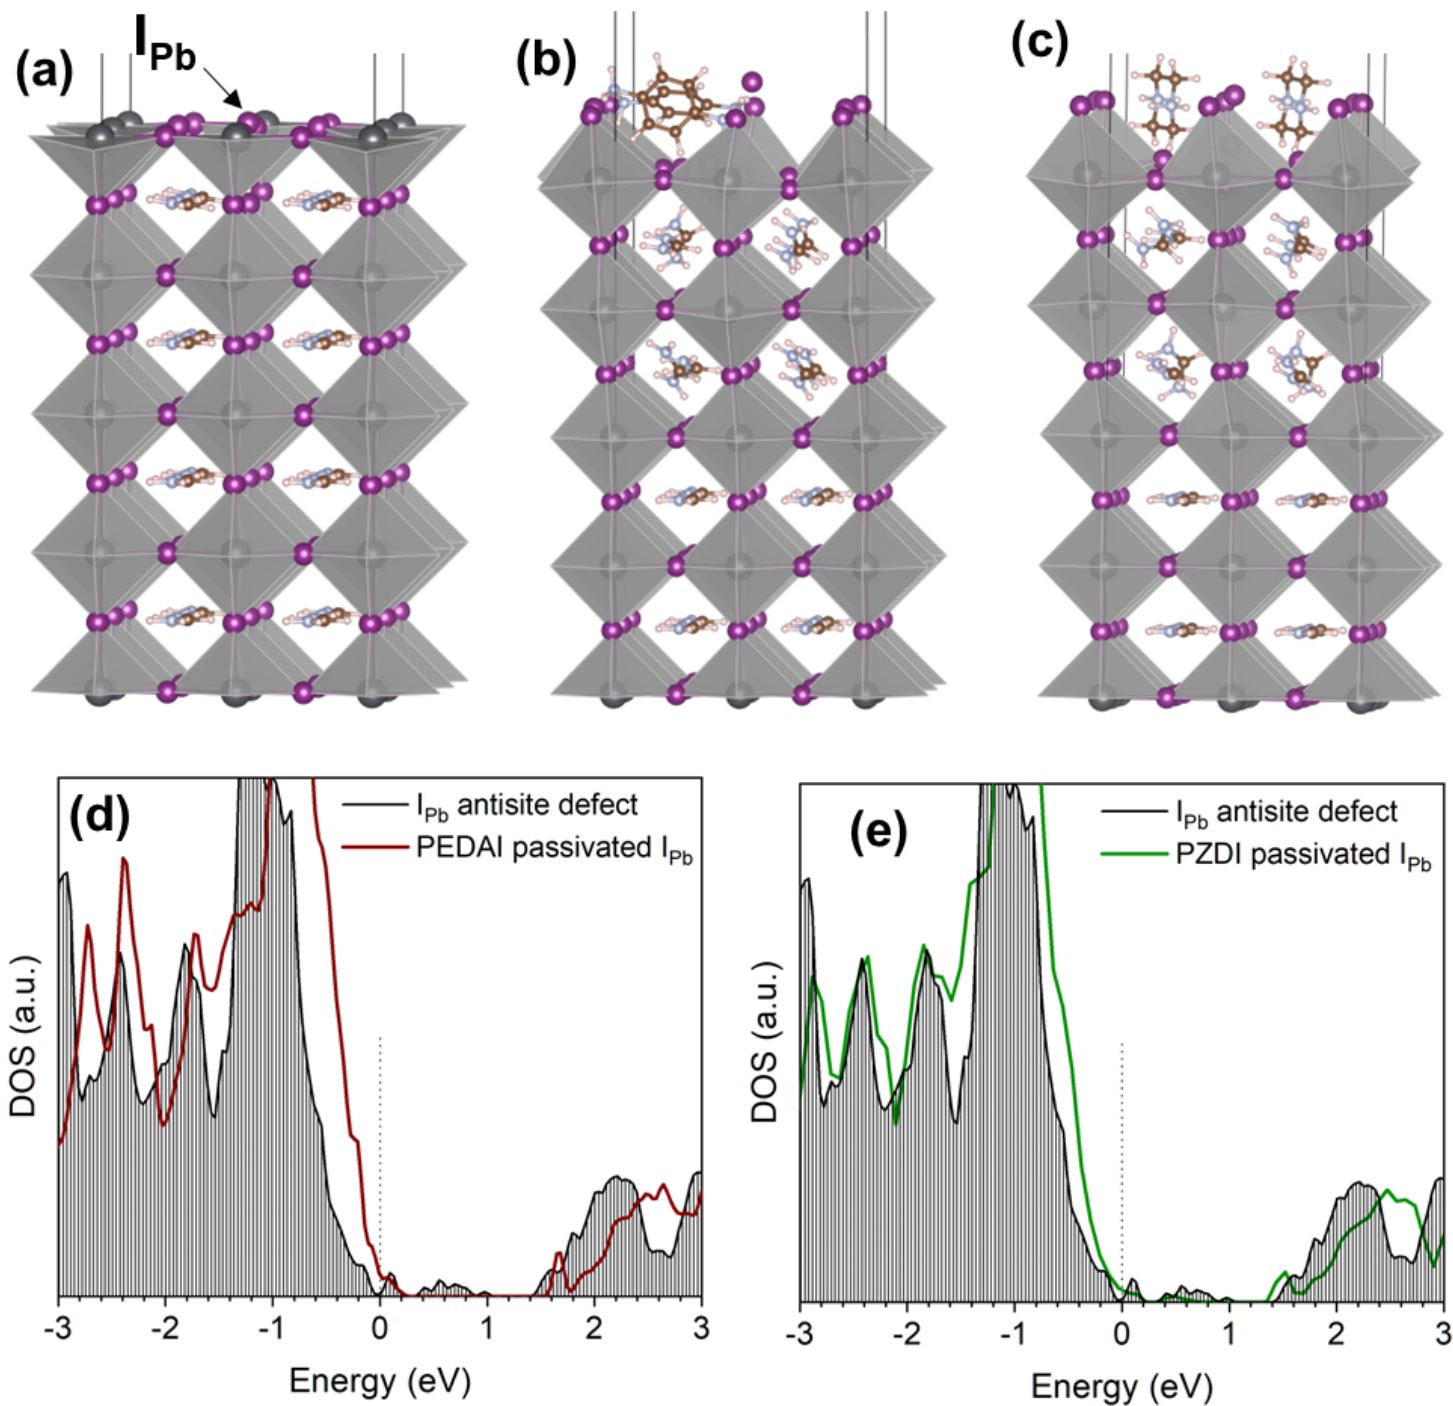 (a)
I_Pb
(b)
(c)
(d)
I_Pb antisite defect
PEDAI passivated I_Pb
DOS (a.u.)
-3 -2 -1 0 1 2 3
Energy (eV)
(e)
I_Pb antisite defect
PZDI passivated I_Pb
DOS (a.u.)
-3 -2 -1 0 1 2 3
Energy (eV)